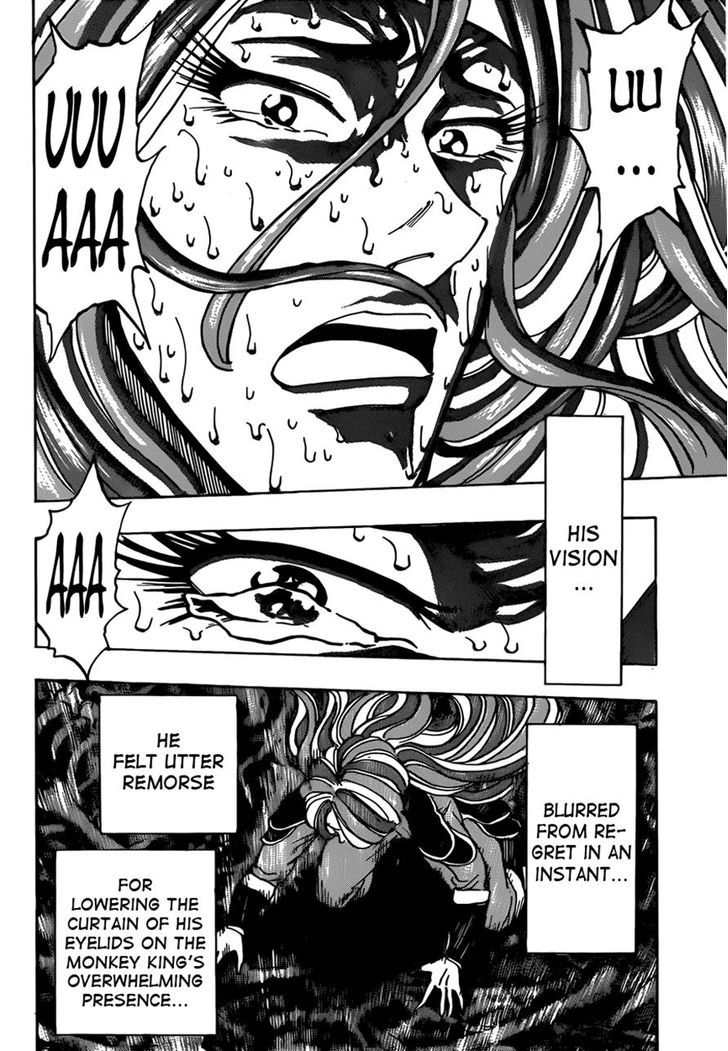 UU
...
UUU
AAA
HIS
VISION
...
AAA
BLURRED
FROM RE-
GRET IN AN
INSTANT...
HE
FELT UTTER
REMORSE
FOR
LOWERING THE
CURTAIN OF HIS
EYELIDS ON THE
MONKEY KING'S
OVERWHELMING
PRESENCE...